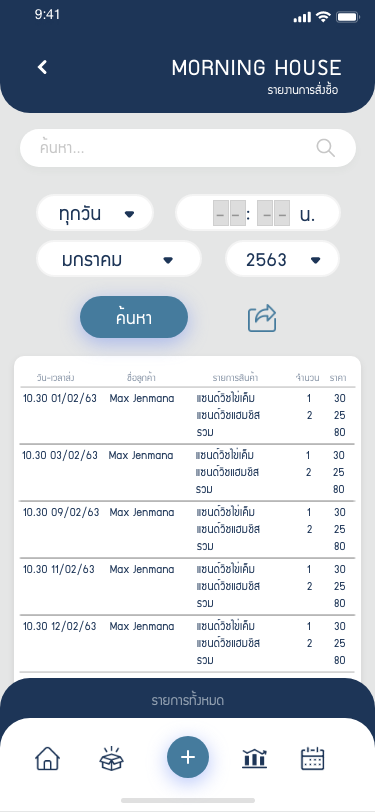 9:41
MORNING HOUSE
รายงานการสั่งซื้อ
ค้นหา...
ทุกวัน
– – : – – น.
มกราคม 2563
ค้นหา
วัน-เวลาส่ง ชื่อลูกค้า รายการสินค้า จำนวน ราคา
10.30 01/02/63 Max Jenmana แซนด์วิชไข่เค็ม 1 30
แซนด์วิชแฮมชีส 2 25
รวม 80
10.30 03/02/63 Max Jenmana แซนด์วิชไข่เค็ม 1 30
แซนด์วิชแฮมชีส 2 25
รวม 80
10.30 09/02/63 Max Jenmana แซนด์วิชไข่เค็ม 1 30
แซนด์วิชแฮมชีส 2 25
รวม 80
10.30 11/02/63 Max Jenmana แซนด์วิชไข่เค็ม 1 30
แซนด์วิชแฮมชีส 2 25
รวม 80
10.30 12/02/63 Max Jenmana แซนด์วิชไข่เค็ม 1 30
แซนด์วิชแฮมชีส 2 25
รวม 80
รายการทั้งหมด